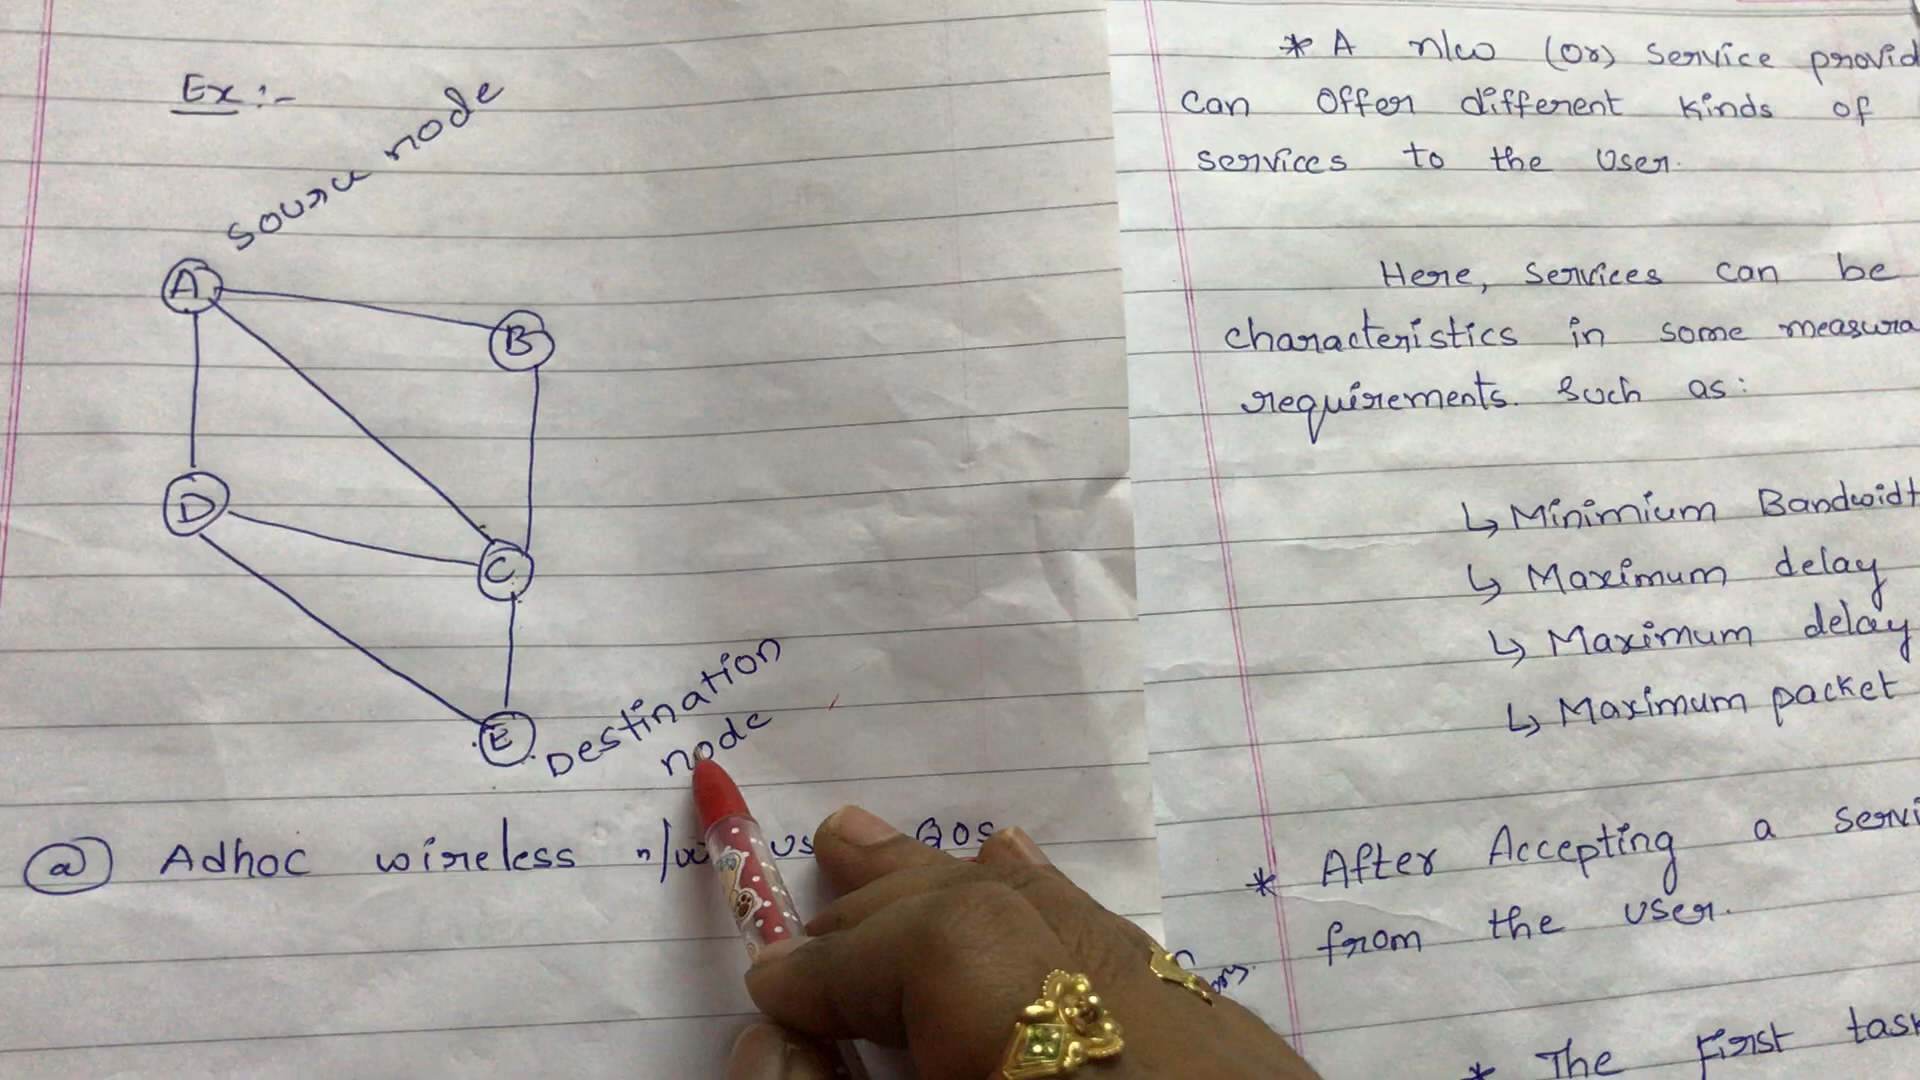 Ex :-
source node
A
B
D
C
E
Destination
node
a Adhoc wireless n/w us QOS
* A n/w (or) service provid
can offer different kinds of
services to the user.
Here, services can be
characteristics in some measura
requirements. Such as:
↳ Minimium Bandwidt
↳ Maximum delay
↳ Maximum delay
↳ Maximum packet
* After Accepting a servi
from the user.
* The First task